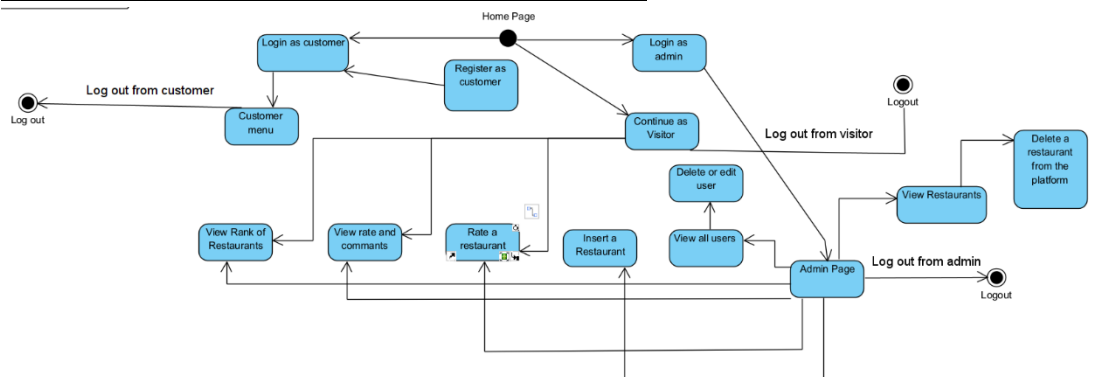 Home Page
Login as customer
Login as
admin
Register as
customer
Log out from customer
Log out
Customer
menu
Continue as
Visitor
Logout
Log out from visitor
Delete a
restaurant
from the
platform
Delete or edit
user
View Restaurants
View Rank of
Restaurants
View rate and
commants
Rate a
restaurant
Insert a
Restaurant
View all users
Admin Page
Log out from admin
Logout